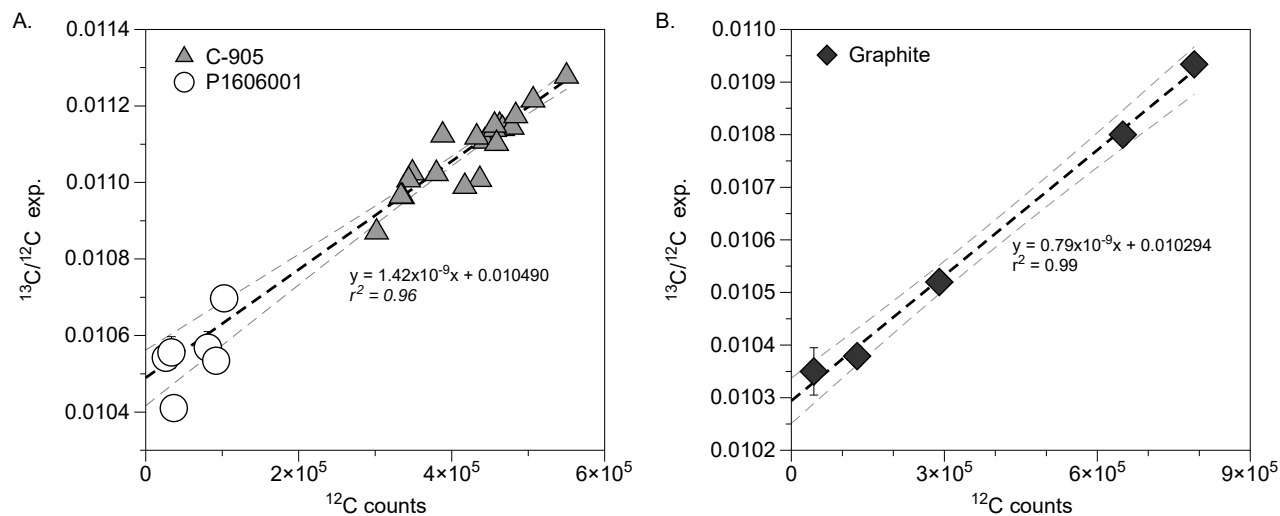 A.
C-905
P1606001
0.0114
0.0112
0.0110
0.0108
0.0106
0.0104
¹³C/¹²C exp.
y = 1.42x10⁻⁹x + 0.010490
r² = 0.96
0
2×10⁵
4×10⁵
6×10⁵
¹²C counts
B.
Graphite
0.0110
0.0109
0.0108
0.0107
0.0106
0.0105
0.0104
0.0103
0.0102
¹³C/¹²C exp.
y = 0.79x10⁻⁹x + 0.010294
r² = 0.99
0
3×10⁵
6×10⁵
9×10⁵
¹²C counts